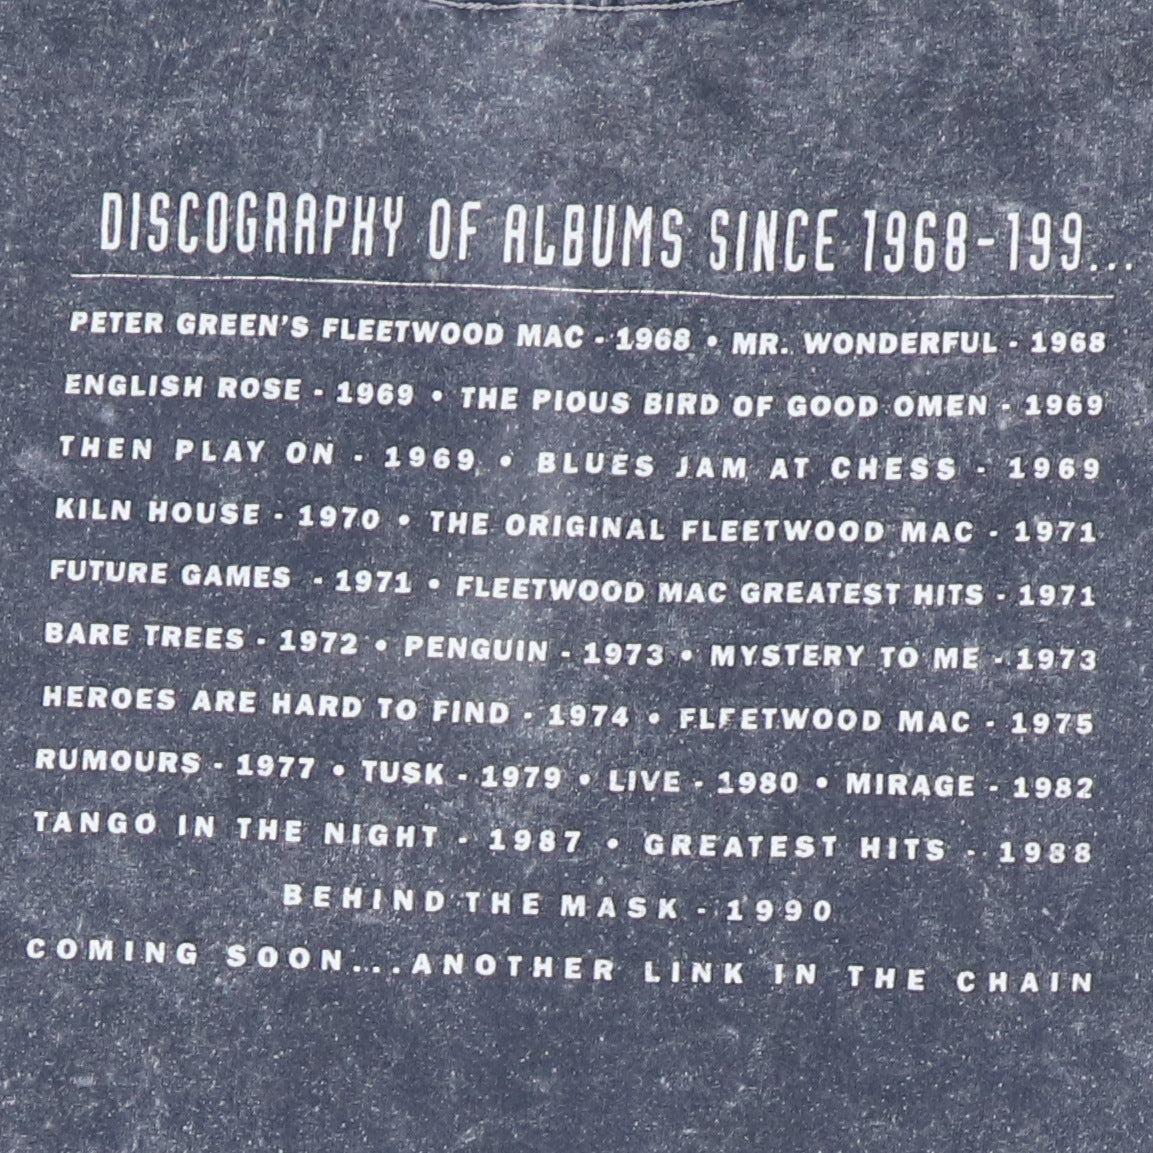 DISCOGRAPHY OF ALBUMS SINCE 1968-199...
PETER GREEN'S FLEETWOOD MAC - 1968 • MR. WONDERFUL - 1968
ENGLISH ROSE - 1969 • THE PIOUS BIRD OF GOOD OMEN - 1969
THEN PLAY ON - 1969 • BLUES JAM AT CHESS - 1969
KILN HOUSE - 1970 • THE ORIGINAL FLEETWOOD MAC - 1971
FUTURE GAMES - 1971 • FLEETWOOD MAC GREATEST HITS - 1971
BARE TREES - 1972 • PENGUIN - 1973 • MYSTERY TO ME - 1973
HEROES ARE HARD TO FIND - 1974 • FLEETWOOD MAC - 1975
RUMOURS - 1977 • TUSK - 1979 • LIVE - 1980 • MIRAGE - 1982
TANGO IN THE NIGHT - 1987 • GREATEST HITS - 1988
BEHIND THE MASK - 1990
COMING SOON...ANOTHER LINK IN THE CHAIN